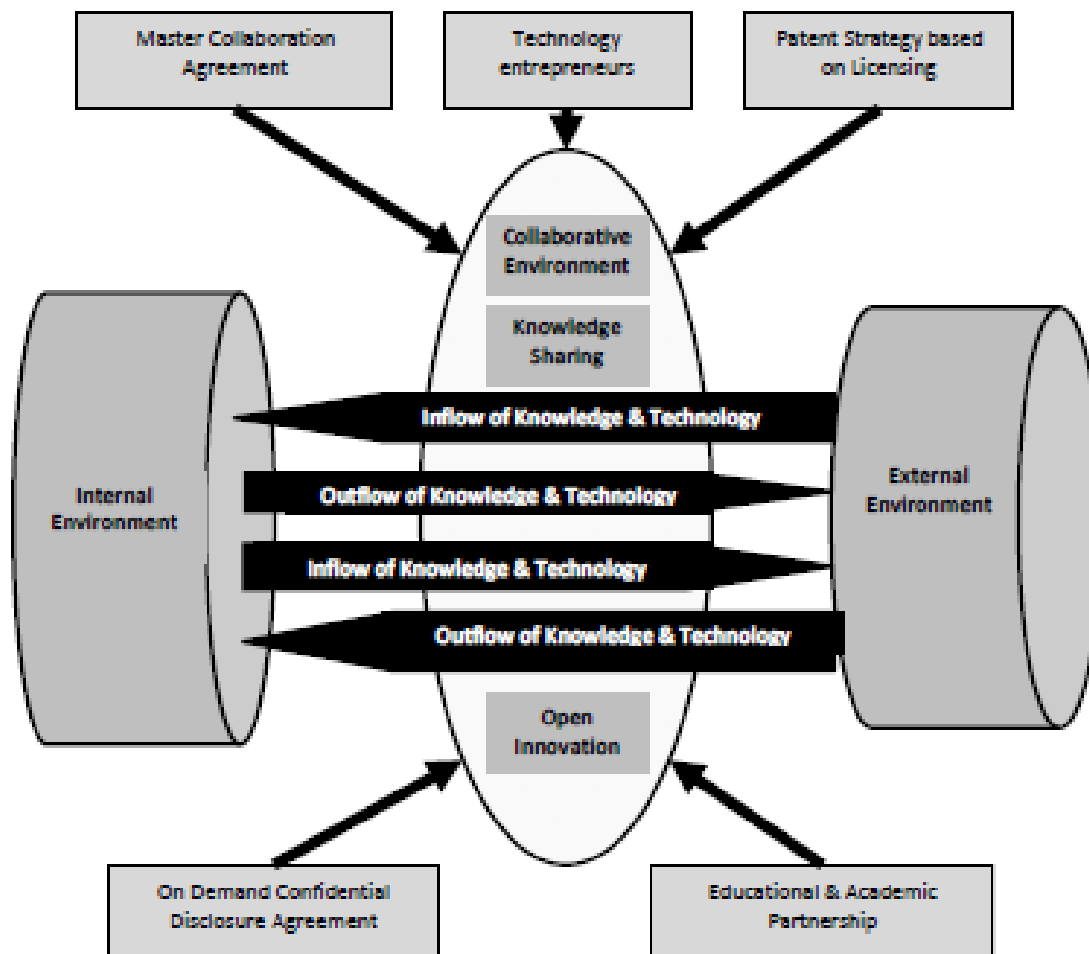 Master Collaboration
Agreement
Technology
entrepreneurs
Patent Strategy based
on Licensing
Collaborative
Environment
Knowledge
Sharing
Inflow of Knowledge & Technology
Outflow of Knowledge & Technology
Inflow of Knowledge & Technology
Outflow of Knowledge & Technology
Internal
Environment
External
Environment
Open
Innovation
On Demand Confidential
Disclosure Agreement
Educational & Academic
Partnership